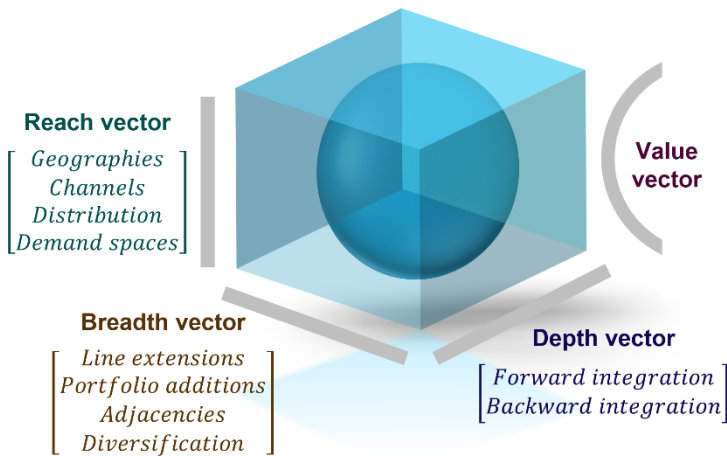 Reach vector
Geographies
Channels
Distribution
Demand spaces
Value
vector
Breadth vector
Line extensions
Portfolio additions
Adjacencies
Diversification
Depth vector
Forward integration
Backward integration